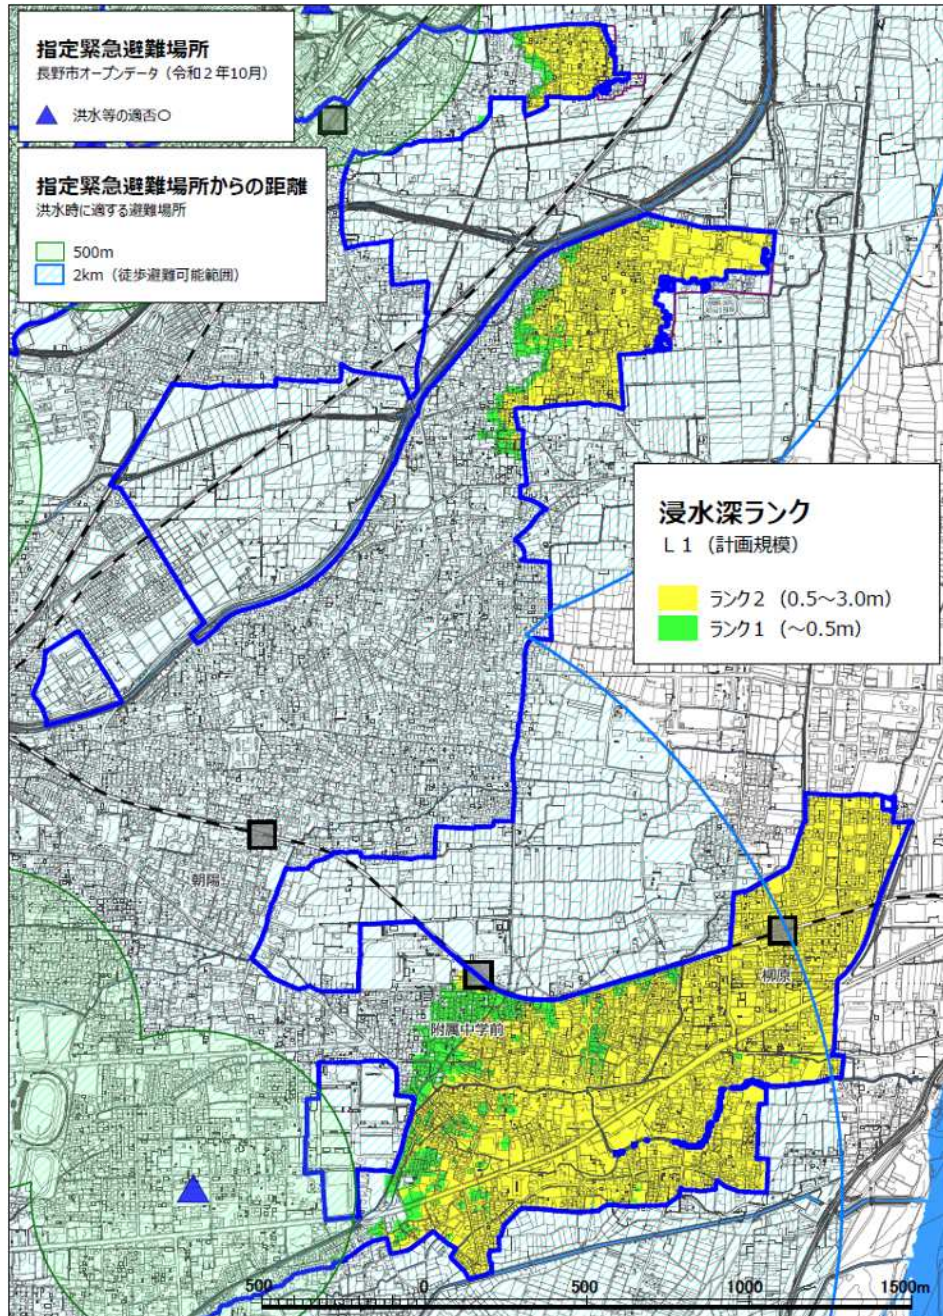 指定緊急避難場所
長野市オープンデータ（令和２年10月）
洪水等の適否〇
指定緊急避難場所からの距離
洪水時に適する避難場所
500m
2km（徒歩避難可能範囲）
浸水深ランク
Ｌ１（計画規模）
ランク２（0.5～3.0m）
ランク１（～0.5m）
朝陽
柳原
附属中学前
500
0
500
1000
1500m